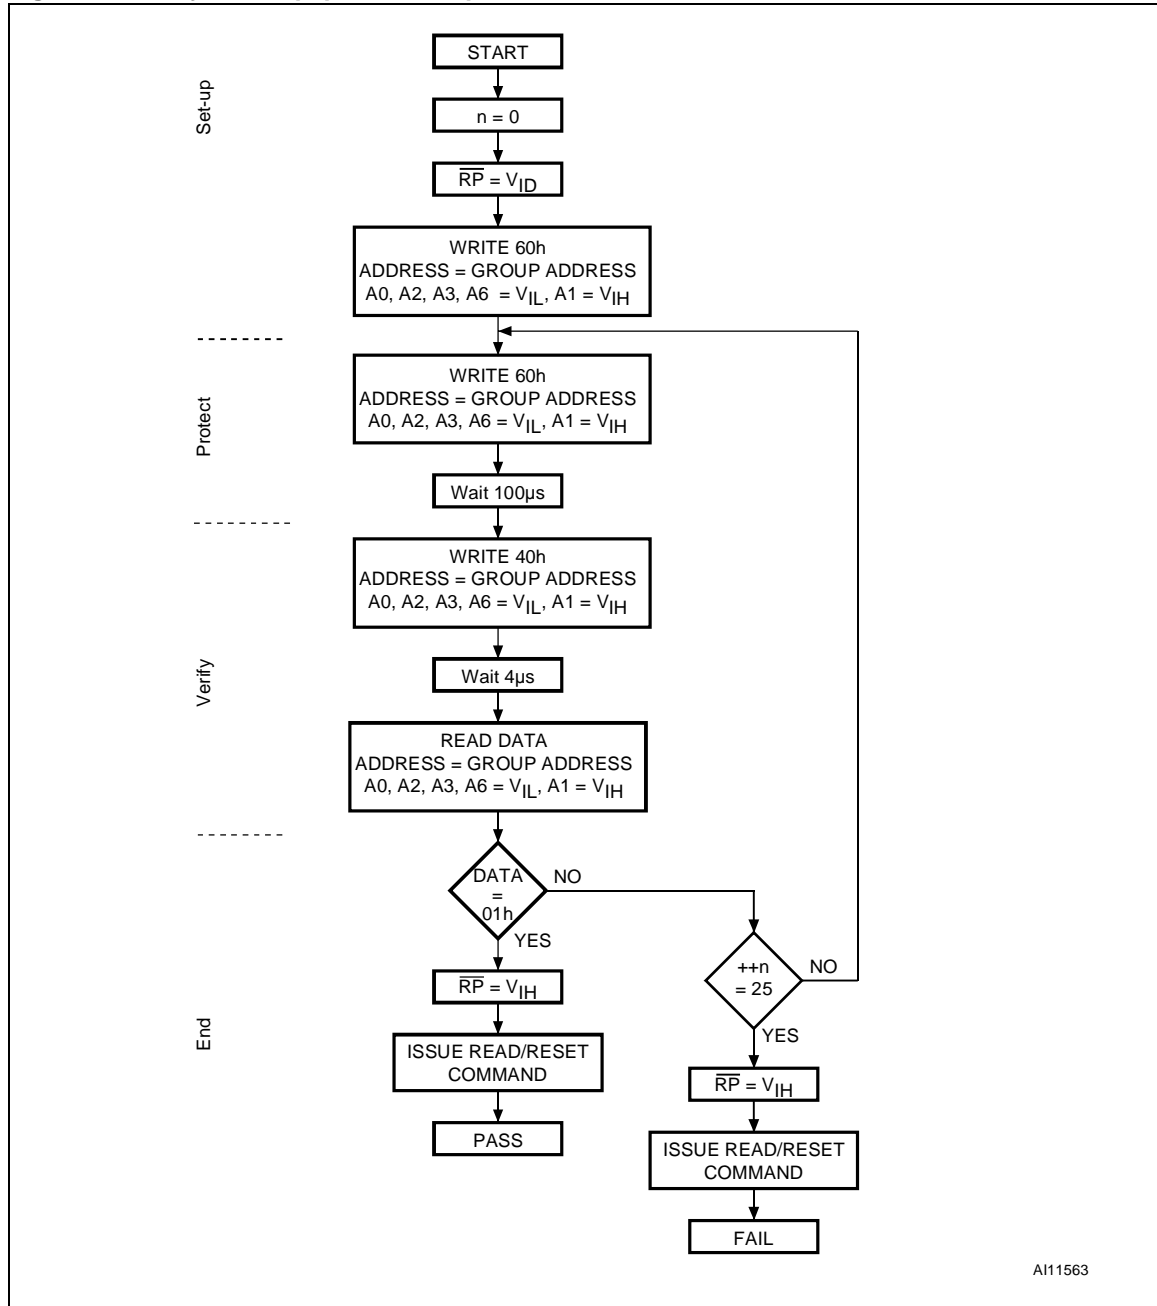 START
Set-up
n = 0
RP = VID
WRITE 60h
ADDRESS = GROUP ADDRESS
A0, A2, A3, A6 = VIL, A1 = VIH
Protect
WRITE 60h
ADDRESS = GROUP ADDRESS
A0, A2, A3, A6 = VIL, A1 = VIH
Wait 100µs
Verify
WRITE 40h
ADDRESS = GROUP ADDRESS
A0, A2, A3, A6 = VIL, A1 = VIH
Wait 4µs
READ DATA
ADDRESS = GROUP ADDRESS
A0, A2, A3, A6 = VIL, A1 = VIH
End
DATA
=
01h
NO
YES
RP = VIH
ISSUE READ/RESET
COMMAND
PASS
++n
= 25
NO
YES
RP = VIH
ISSUE READ/RESET
COMMAND
FAIL
AI11563